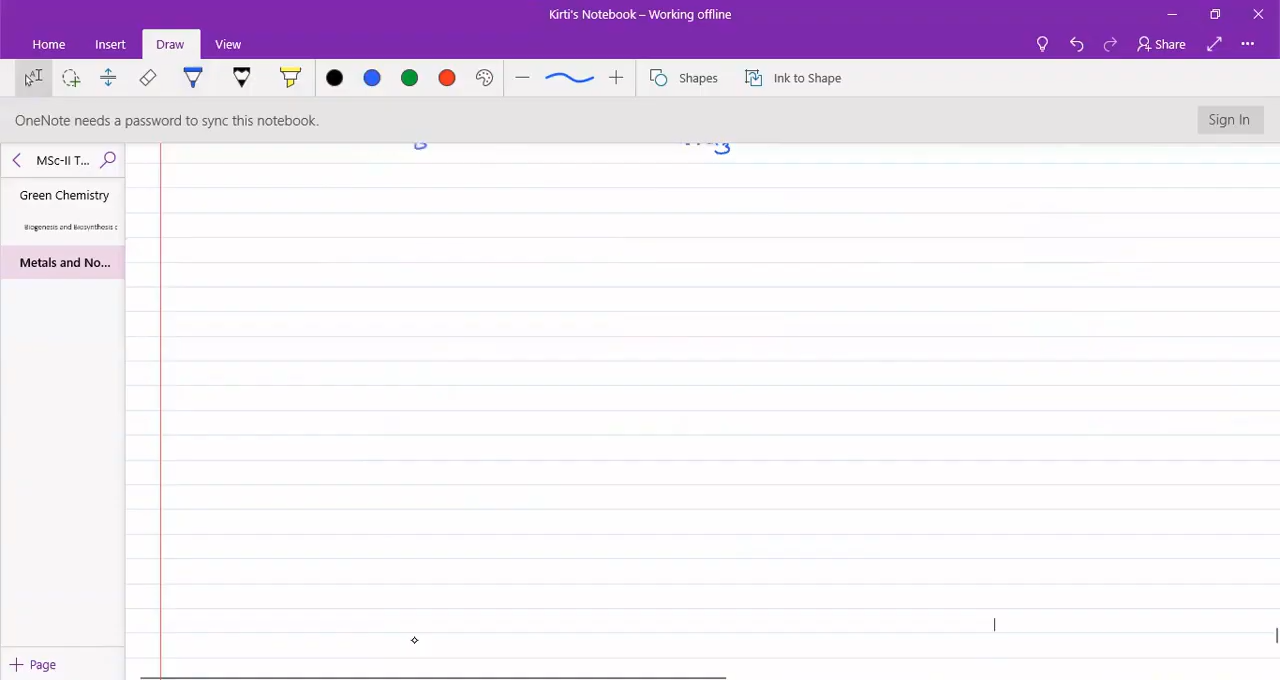 Kirti's Notebook – Working offline
Home Insert Draw View
Share
Shapes Ink to Shape
OneNote needs a password to sync this notebook.
Sign In
MSc-II T...
Green Chemistry
Biogenesis and Biosynthesis
Metals and No...
Page